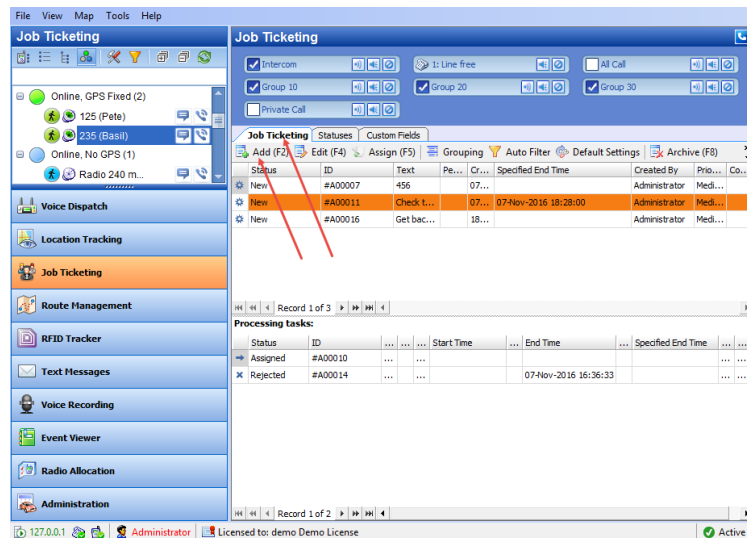 File View Map Tools Help
Job Ticketing
Job Ticketing
Intercom
1: Line free
All Call
Group 10
Group 20
Group 30
Private Call
Online, GPS Fixed (2)
125 (Pete)
235 (Basil)
Online, No GPS (1)
Radio 240 m...
Job Ticketing Statuses Custom Fields
Add (F2) Edit (F4) Assign (F5) Grouping Auto Filter Default Settings Archive (F8)
Status ID Text Pe... Cr... Specified End Time Created By Prio... Co...
New #A00007 456 07... Administrator Medi...
New #A00011 Check t... 07... 07-Nov-2016 18:28:00 Administrator Medi...
New #A00016 Get bac... 18... Administrator Medi...
Record 1 of 3
Voice Dispatch
Location Tracking
Job Ticketing
Route Management
RFID Tracker
Text Messages
Voice Recording
Event Viewer
Radio Allocation
Administration
Processing tasks:
Status ID ... ... ... Start Time ... End Time ... Specified End Time ... ...
Assigned #A00010 ... ... ... ...
Rejected #A00014 ... ... 07-Nov-2016 16:36:33 ... ...
Record 1 of 2
127.0.0.1 Administrator Licensed to: demo Demo License Active